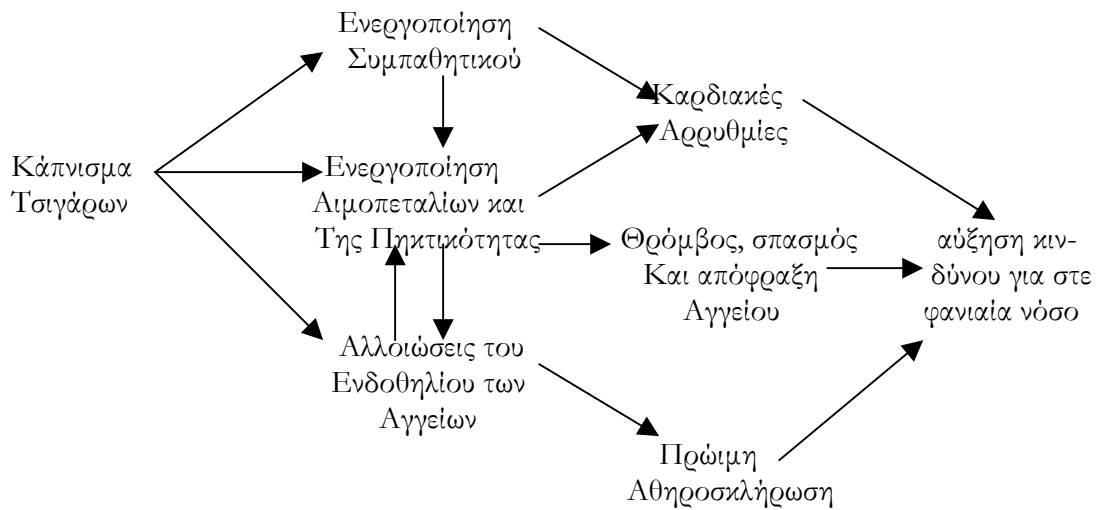 Ενεργοποίηση
Συμπαθητικού
Καρδιακές
Αρρυθμίες
Κάπνισμα
Τσιγάρων
Ενεργοποίηση
Αιμοπεταλίων και
Της Πηκτικότητας
Θρόμβος, σπασμός
Και απόφραξη
Αγγείου
αύξηση κιν-
δύνου για στε
φανιαία νόσο
Αλλοιώσεις του
Ενδοθηλίου των
Αγγείων
Πρώιμη
Αθηροσκλήρωση